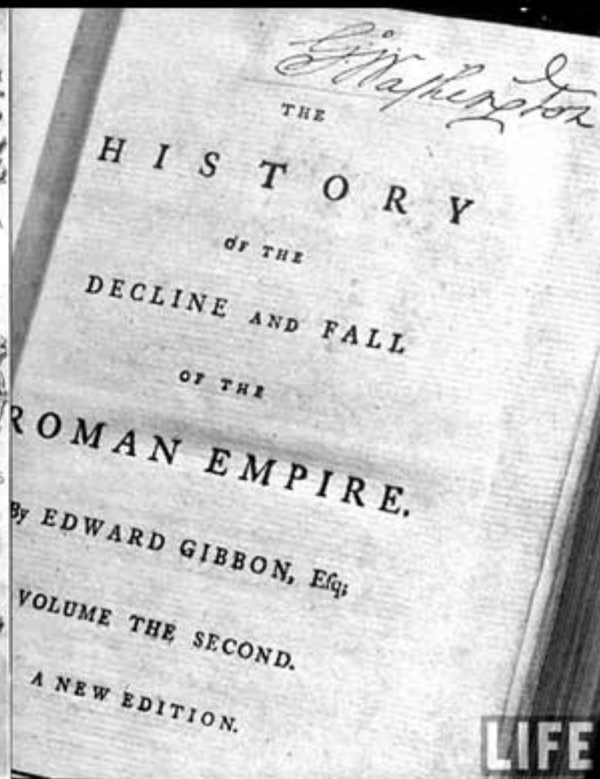 G. Washington
THE
HISTORY
OF THE
DECLINE AND FALL
OF THE
ROMAN EMPIRE.
By EDWARD GIBBON, Eſq;
VOLUME THE SECOND.
A NEW EDITION.
LIFE